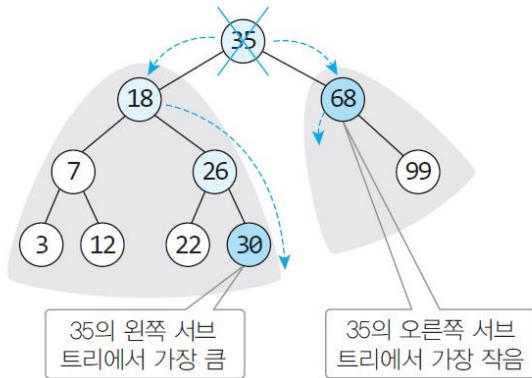 35
18
68
7
26
99
3
12
22
30
35의 왼쪽 서브
트리에서 가장 큼
35의 오른쪽 서브
트리에서 가장 작음